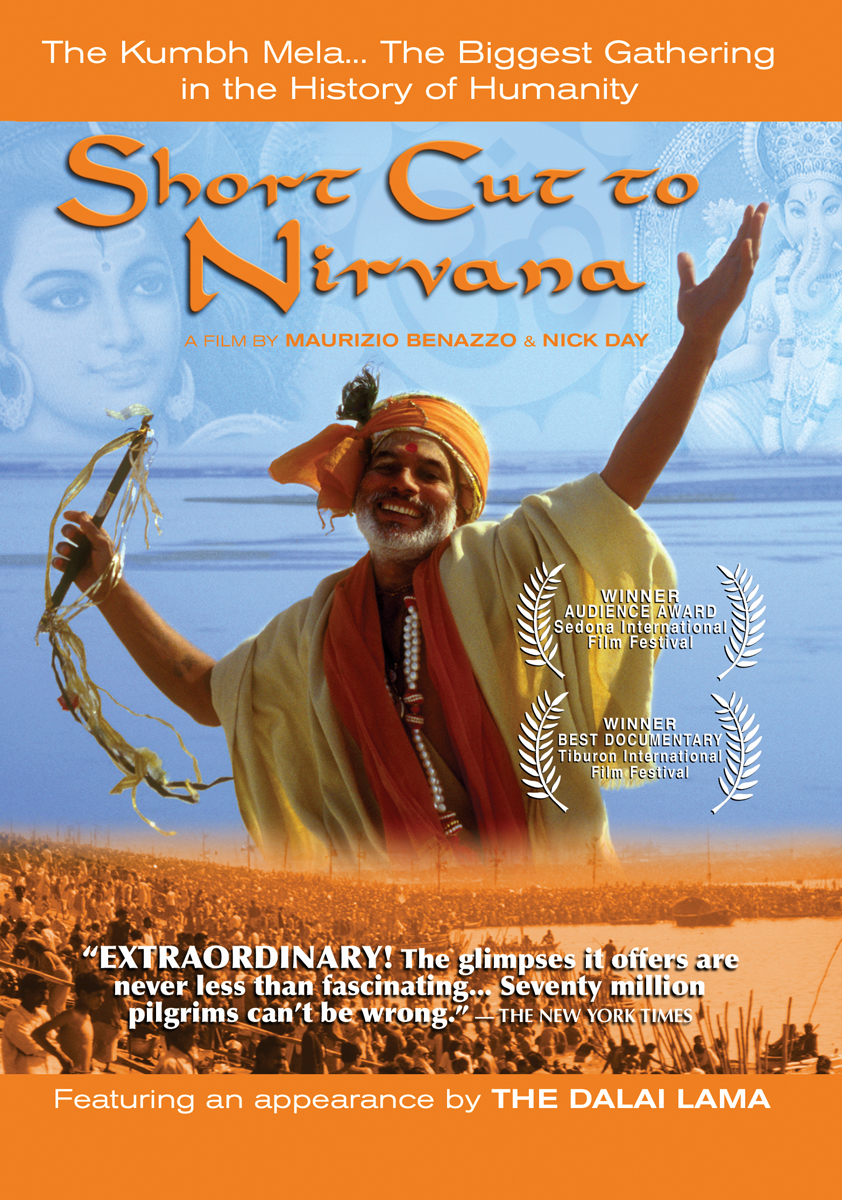 The Kumbh Mela... The Biggest Gathering
in the History of Humanity
Short Cut to
Nirvana
A FILM BY MAURIZIO BENAZZO & NICK DAY
WINNER
AUDIENCE AWARD
Sedona International
Film Festival
WINNER
BEST DOCUMENTARY
Tiburon International
Film Festival
“EXTRAORDINARY! The glimpses it offers are
never less than fascinating... Seventy million
pilgrims can’t be wrong.” — THE NEW YORK TIMES
Featuring an appearance by THE DALAI LAMA